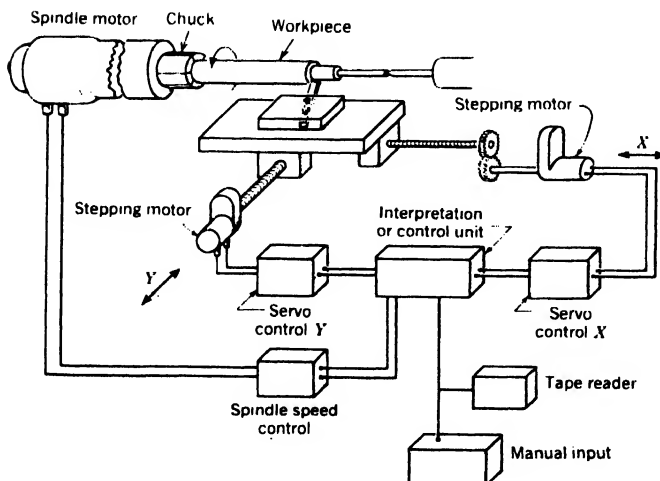 Spindle motor
Chuck
Workpiece
Stepping motor
X
Stepping motor
Interpretation
or control unit
Y
Servo
control Y
Servo
control X
Spindle speed
control
Tape reader
Manual input